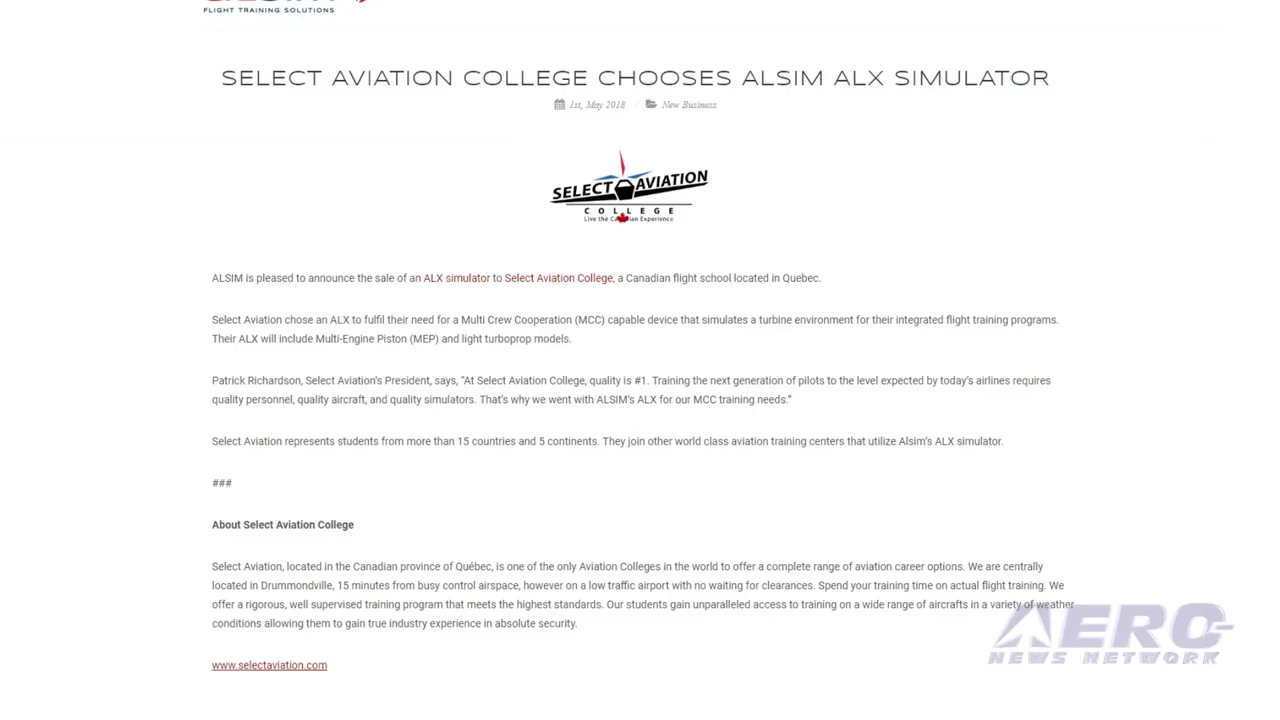 FLIGHT TRAINING SOLUTIONS
SELECT AVIATION COLLEGE CHOOSES ALSIM ALX SIMULATOR
1st, May 2018 / New Business
SELECT AVIATION
COLLEGE
Live the Canadian Experience
ALSIM is pleased to announce the sale of an ALX simulator to Select Aviation College, a Canadian flight school located in Quebec.
Select Aviation chose an ALX to fulfil their need for a Multi Crew Cooperation (MCC) capable device that simulates a turbine environment for their integrated flight training programs.
Their ALX will include Multi-Engine Piston (MEP) and light turboprop models.
Patrick Richardson, Select Aviation's President, says, "At Select Aviation College, quality is #1. Training the next generation of pilots to the level expected by today's airlines requires
quality personnel, quality aircraft, and quality simulators. That's why we went with ALSIM's ALX for our MCC training needs."
Select Aviation represents students from more than 15 countries and 5 continents. They join other world class aviation training centers that utilize Alsim's ALX simulator.
###
About Select Aviation College
Select Aviation, located in the Canadian province of Québec, is one of the only Aviation Colleges in the world to offer a complete range of aviation career options. We are centrally
located in Drummondville, 15 minutes from busy control airspace, however on a low traffic airport with no waiting for clearances. Spend your training time on actual flight training. We
offer a rigorous, well supervised training program that meets the highest standards. Our students gain unparalleled access to training on a wide range of aircrafts in a variety of weather
conditions allowing them to gain true industry experience in absolute security.
www.selectaviation.com
AERO
NEWS NETWORK